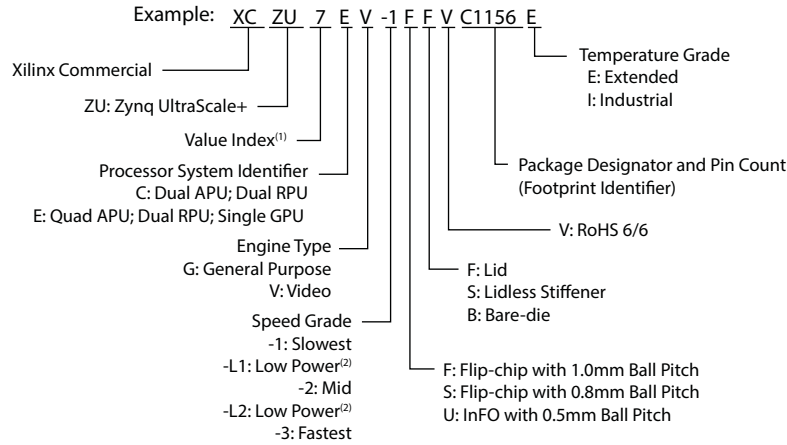 Example: XC ZU 7 E V -1 F F V C1156 E
Xilinx Commercial
ZU: Zynq UltraScale+
Value Index(1)
Processor System Identifier
C: Dual APU; Dual RPU
E: Quad APU; Dual RPU; Single GPU
Engine Type
G: General Purpose
V: Video
Speed Grade
-1: Slowest
-L1: Low Power(2)
-2: Mid
-L2: Low Power(2)
-3: Fastest
Temperature Grade
E: Extended
I: Industrial
Package Designator and Pin Count
(Footprint Identifier)
V: RoHS 6/6
F: Lid
S: Lidless Stiffener
B: Bare-die
F: Flip-chip with 1.0mm Ball Pitch
S: Flip-chip with 0.8mm Ball Pitch
U: InFO with 0.5mm Ball Pitch